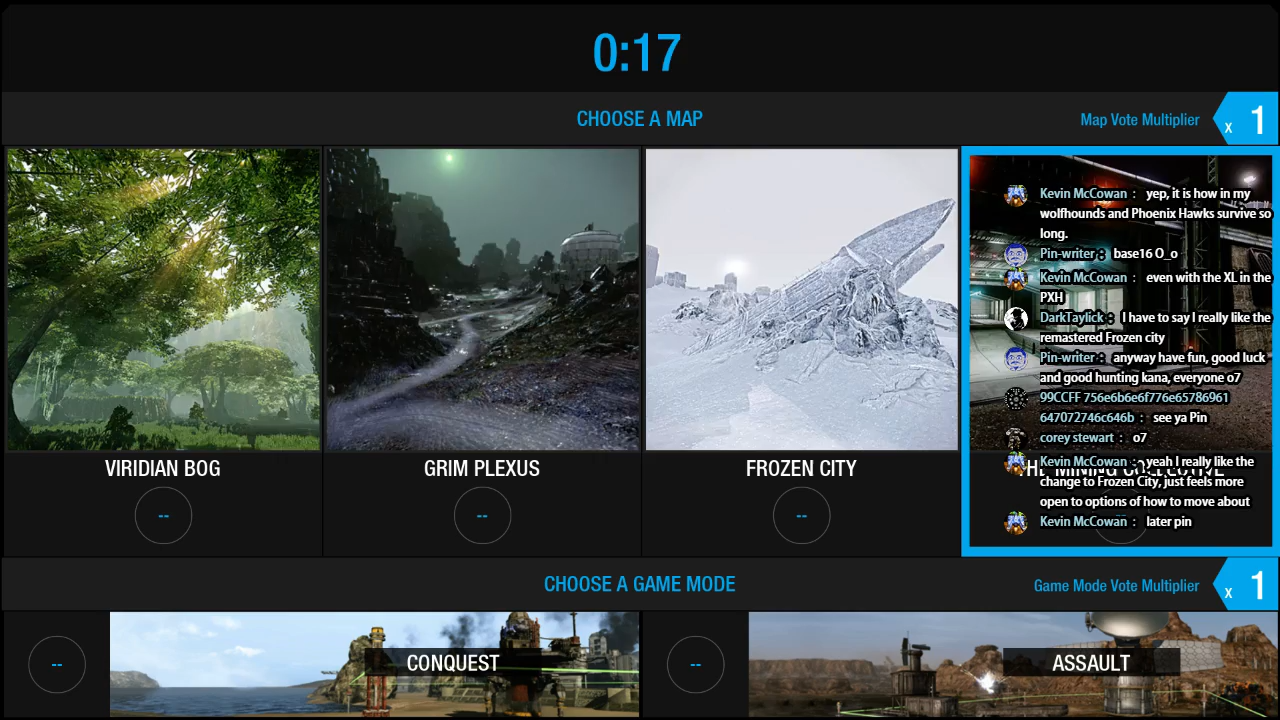 0:17
CHOOSE A MAP
Map Vote Multiplier
x 1
Kevin McCowan : yep, it is how in my
wolfhounds and Phoenix Hawks survive so
long.
Pin-writer : base16 O_o
Kevin McCowan : even with the XL in the
PXH
DarkTaylick : I have to say I really like the
remastered Frozen city
Pin-writer : anyway have fun, good luck
and good hunting kana, everyone o7
99CCFF 756e6b6e6f776e65786961
647072746c646b : see ya Pin
corey stewart : o7
Kevin McCowan : yeah I really like the
change to Frozen City, just feels more
open to options of how to move about
Kevin McCowan : later pin
VIRIDIAN BOG
GRIM PLEXUS
FROZEN CITY
THE MINING COLLECTIVE
--
--
--
CHOOSE A GAME MODE
Game Mode Vote Multiplier
x 1
--
CONQUEST
--
ASSAULT